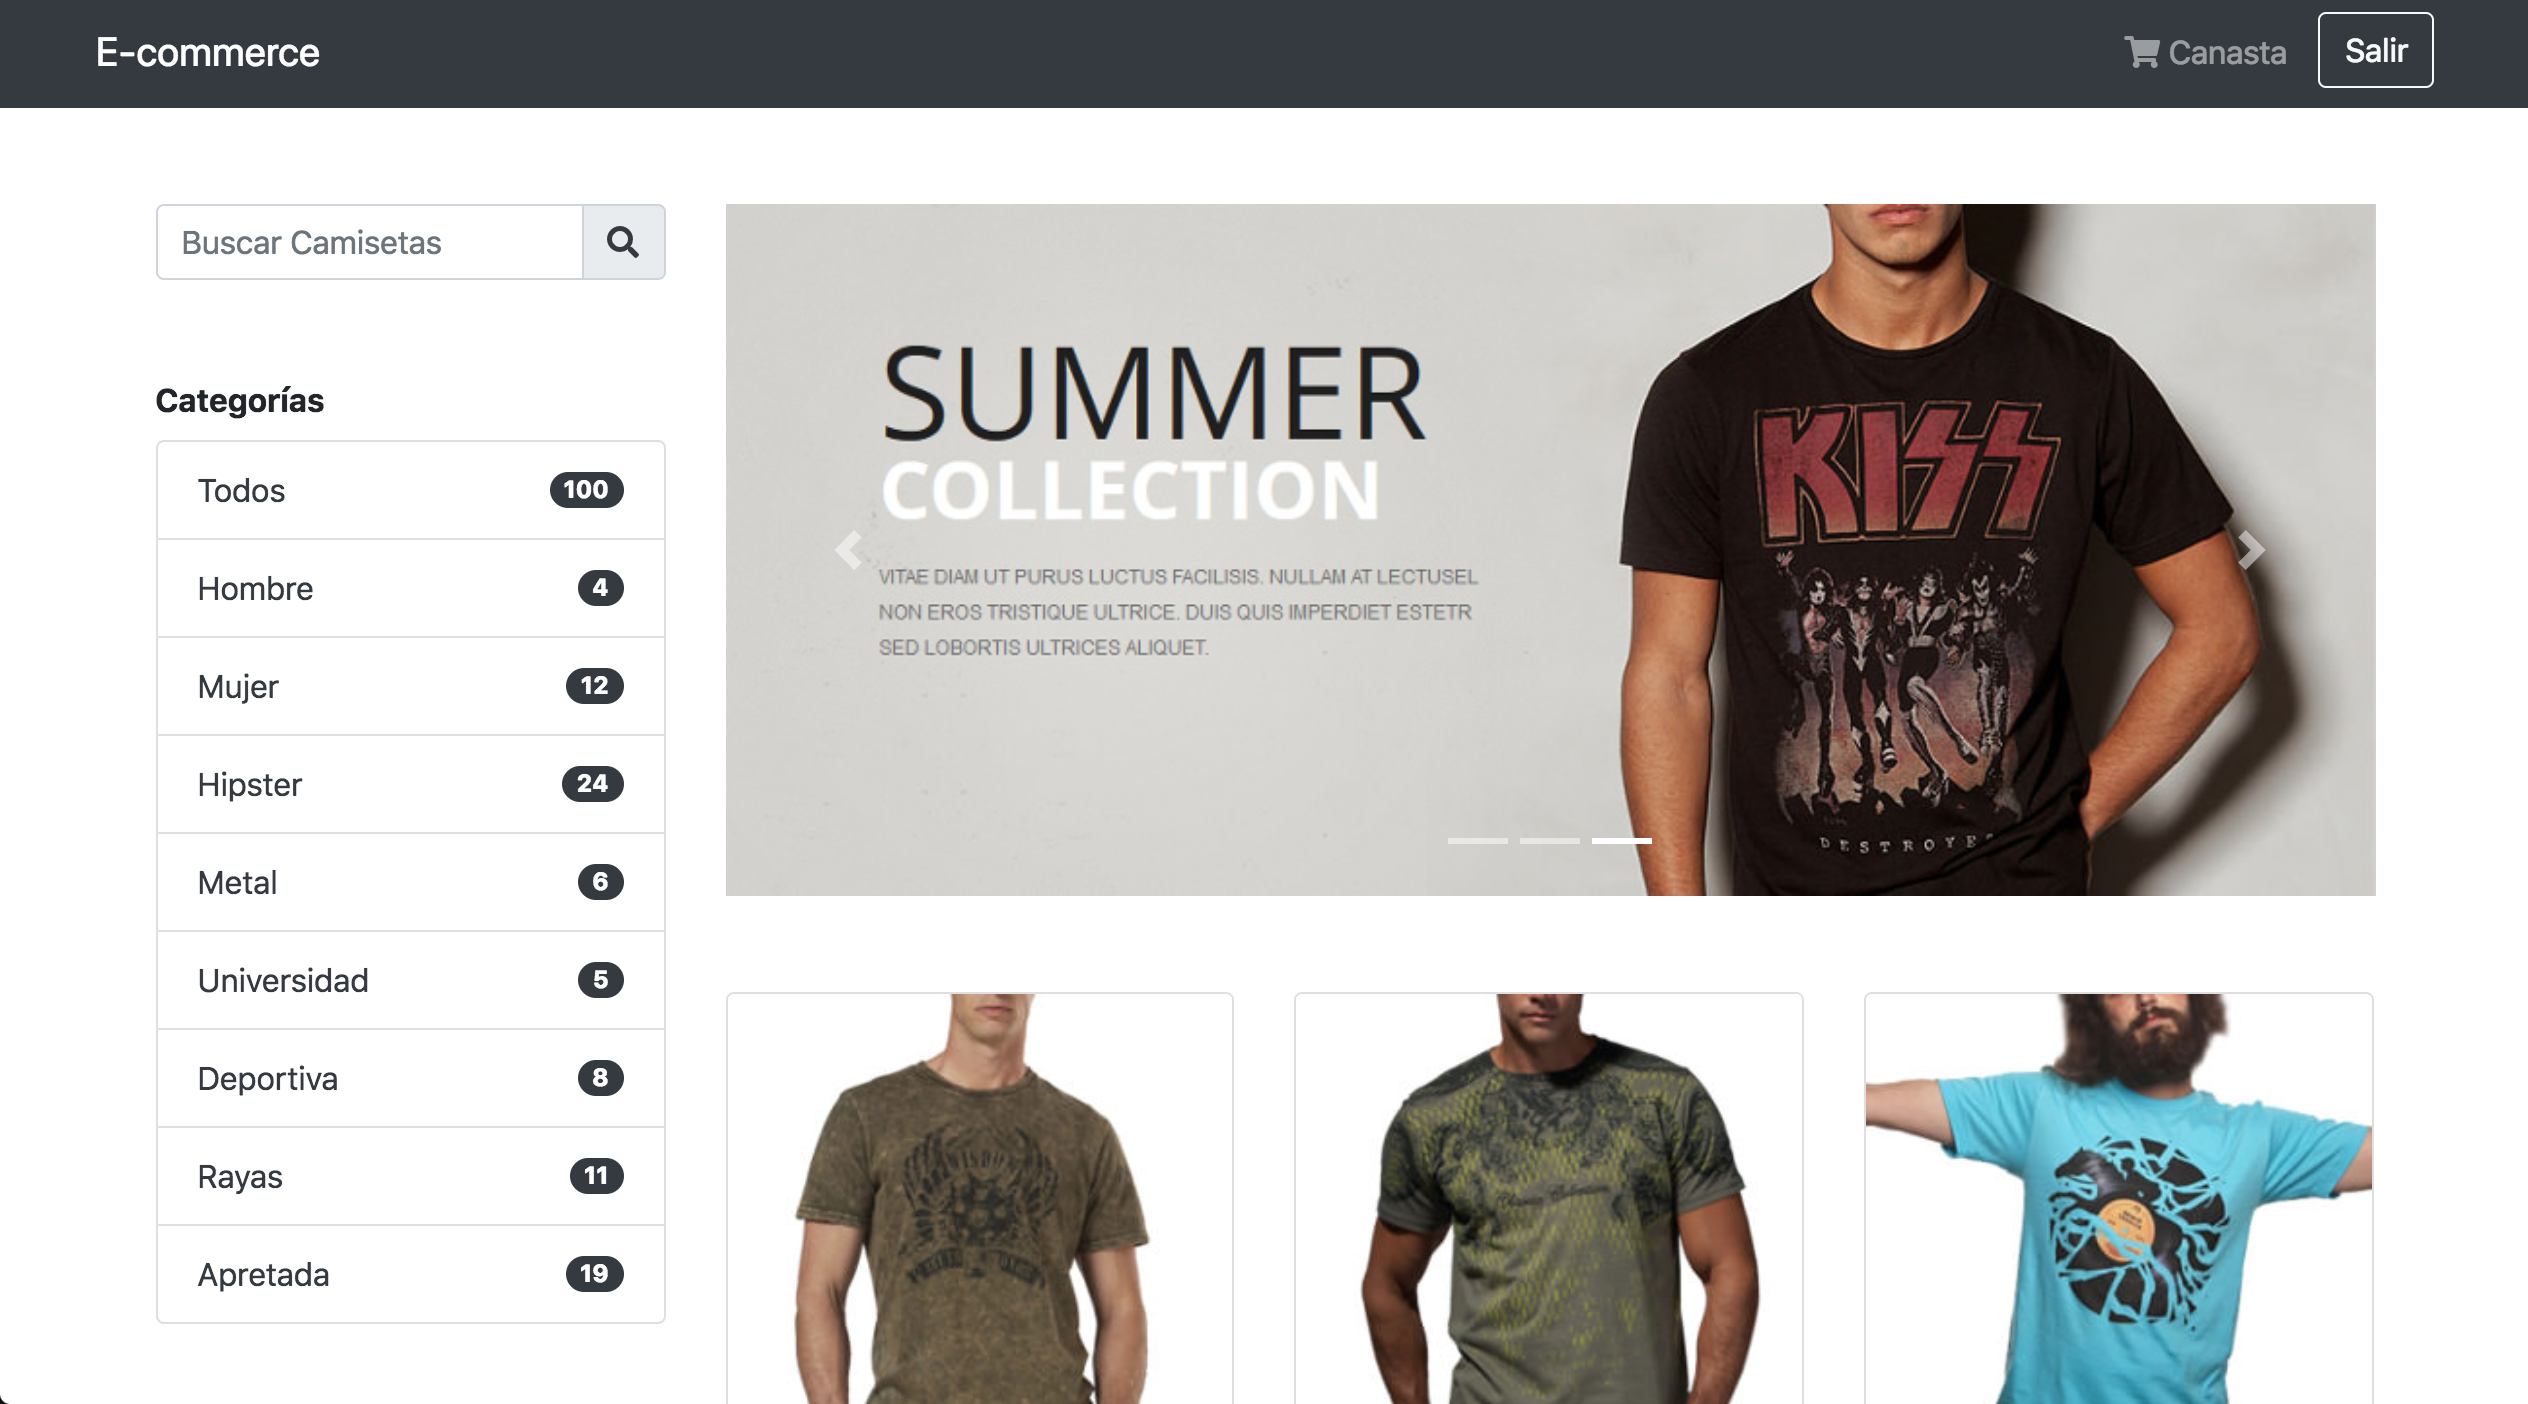 E-commerce
Canasta
Salir
Buscar Camisetas
Categorías
Todos 100
Hombre 4
Mujer 12
Hipster 24
Metal 6
Universidad 5
Deportiva 8
Rayas 11
Apretada 19
SUMMER
COLLECTION
VITAE DIAM UT PURUS LUCTUS FACILISIS. NULLAM AT LECTUSEL
NON EROS TRISTIQUE ULTRICE. DUIS QUIS IMPERDIET ESTETR
SED LOBORTIS ULTRICES ALIQUET.
KISS